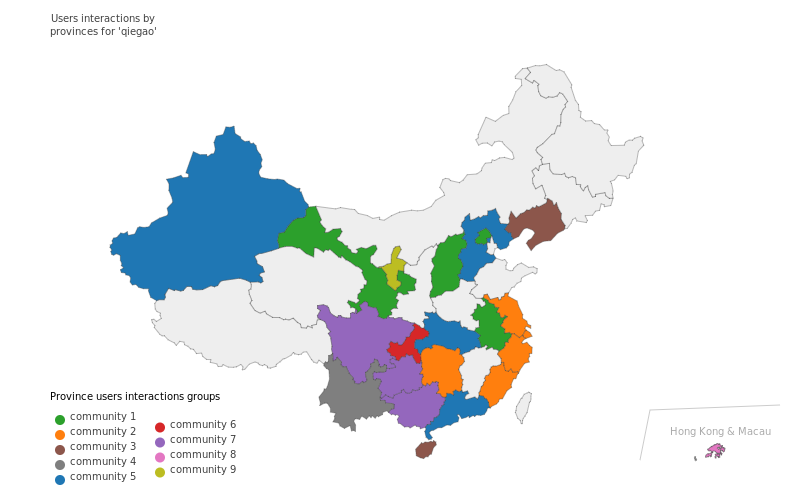 Users interactions by
provinces for 'qiegao'
Hong Kong & Macau
Province users interactions groups
community 1
community 2
community 3
community 4
community 5
community 6
community 7
community 8
community 9